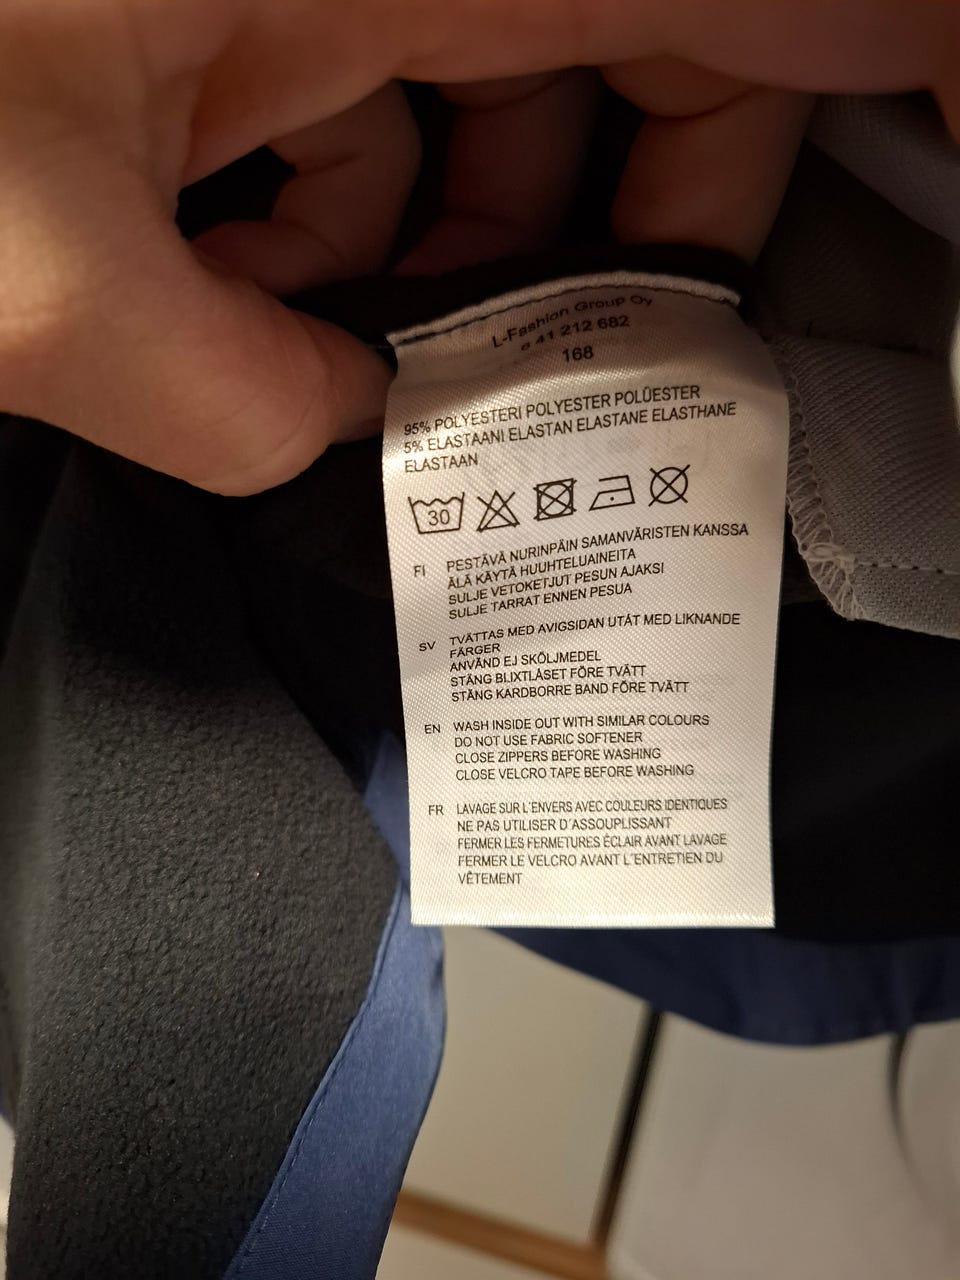 L-Fashion Group Oy
641 212 682
168
95% POLYESTERI POLYESTER POLÜESTER
5% ELASTAANI ELASTAN ELASTANE ELASTHANE
ELASTAAN
30
FI PESTÄVÄ NURINPÄIN SAMANVÄRISTEN KANSSA
ÄLÄ KÄYTÄ HUUHTELUAINEITA
SULJE VETOKETJUT PESUN AJAKSI
SULJE TARRAT ENNEN PESUA
SV TVÄTTAS MED AVIGSIDAN UTÅT MED LIKNANDE
FÄRGER
ANVÄND EJ SKÖLJMEDEL
STÄNG BLIXTLÅSET FÖRE TVÄTT
STÄNG KARDBORRE BAND FÖRE TVÄTT
EN WASH INSIDE OUT WITH SIMILAR COLOURS
DO NOT USE FABRIC SOFTENER
CLOSE ZIPPERS BEFORE WASHING
CLOSE VELCRO TAPE BEFORE WASHING
FR LAVAGE SUR L'ENVERS AVEC COULEURS IDENTIQUES
NE PAS UTILISER D'ASSOUPLISSANT
FERMER LES FERMETURES ÉCLAIR AVANT LAVAGE
FERMER LE VELCRO AVANT L'ENTRETIEN DU
VÊTEMENT